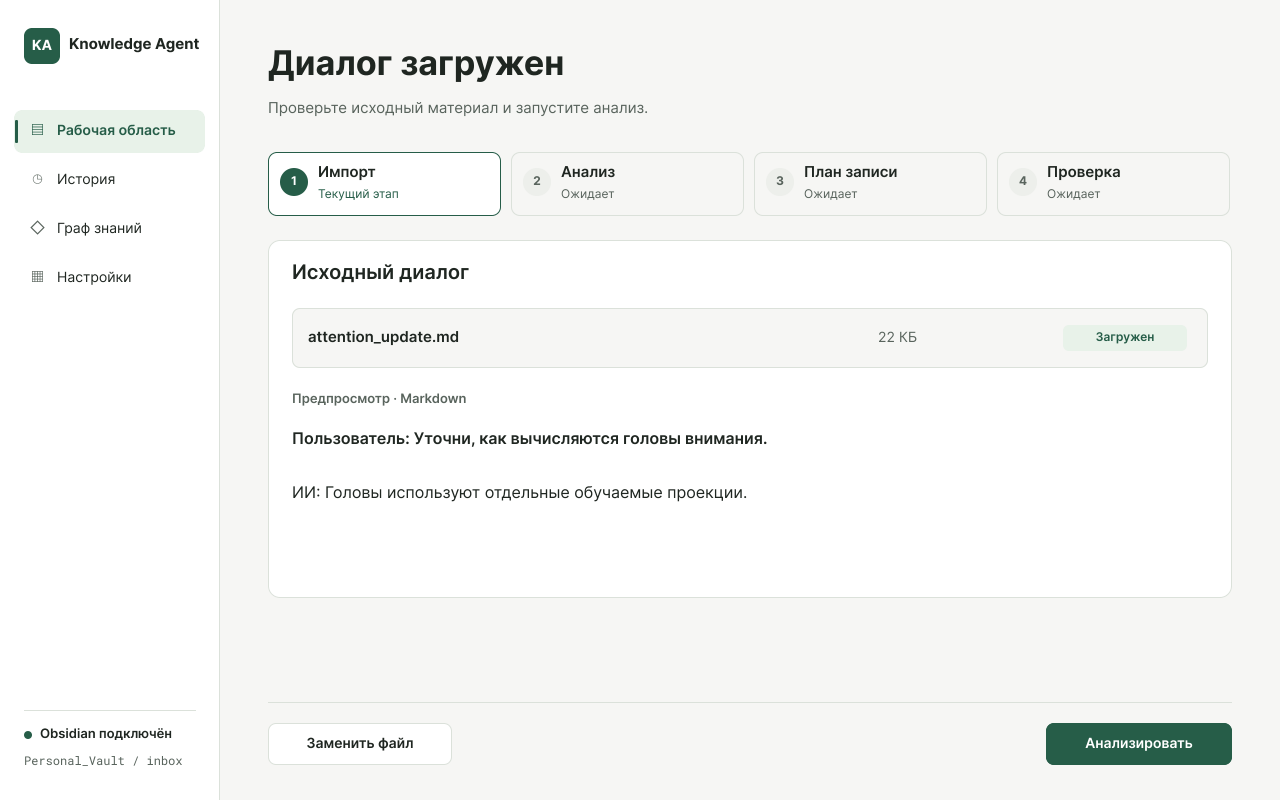 KA Knowledge Agent
Рабочая область
История
Граф знаний
Настройки
Obsidian подключён
Personal_Vault / inbox
Диалог загружен
Проверьте исходный материал и запустите анализ.
1 Импорт
Текущий этап
2 Анализ
Ожидает
3 План записи
Ожидает
4 Проверка
Ожидает
Исходный диалог
attention_update.md 22 КБ Загружен
Предпросмотр · Markdown
Пользователь: Уточни, как вычисляются головы внимания.
ИИ: Головы используют отдельные обучаемые проекции.
Заменить файл Анализировать